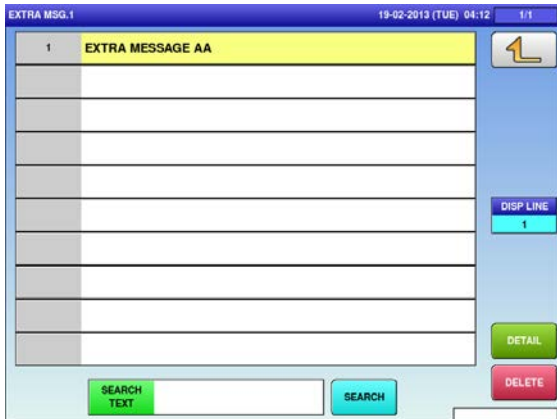 EXTRA MSG.1 19-02-2013 (TUE) 04:12 1/1
1 EXTRA MESSAGE AA
DISP LINE
1
DETAIL
DELETE
SEARCH
TEXT
SEARCH